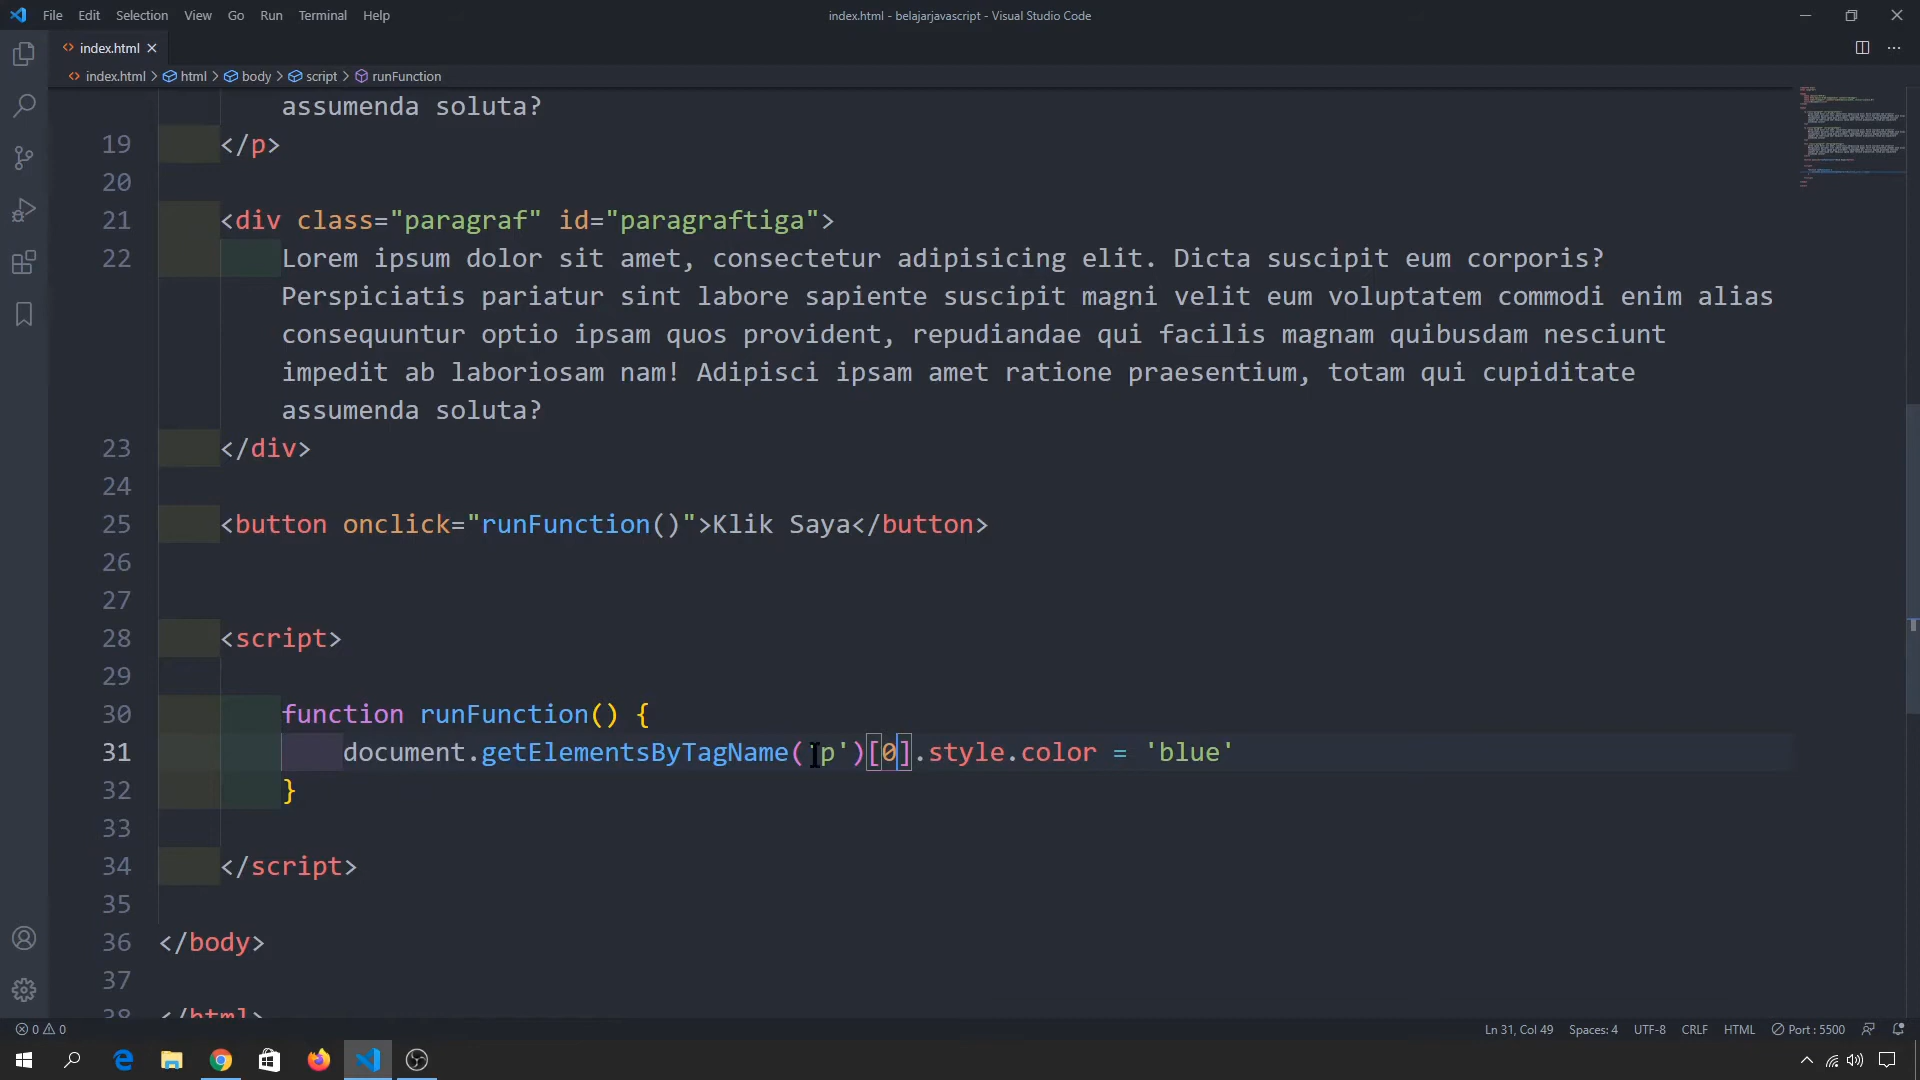 File Edit Selection View Go Run Terminal Help
index.html - belajarjavascript - Visual Studio Code
index.html
index.html > html > body > script > runFunction
assumenda soluta?
19 </p>
20
21 <div class="paragraf" id="paragraftiga">
22 Lorem ipsum dolor sit amet, consectetur adipisicing elit. Dicta suscipit eum corporis?
Perspiciatis pariatur sint labore sapiente suscipit magni velit eum voluptatem commodi enim alias
consequuntur optio ipsam quos provident, repudiandae qui facilis magnam quibusdam nesciunt
impedit ab laboriosam nam! Adipisci ipsam amet ratione praesentium, totam qui cupiditate
assumenda soluta?
23 </div>
24
25 <button onclick="runFunction()">Klik Saya</button>
26
27
28 <script>
29
30 function runFunction() {
31 document.getElementsByTagName('p')[0].style.color = 'blue'
32 }
33
34 </script>
35
36 </body>
37
38 </html>
0 0
Ln 31, Col 49 Spaces: 4 UTF-8 CRLF HTML Port : 5500